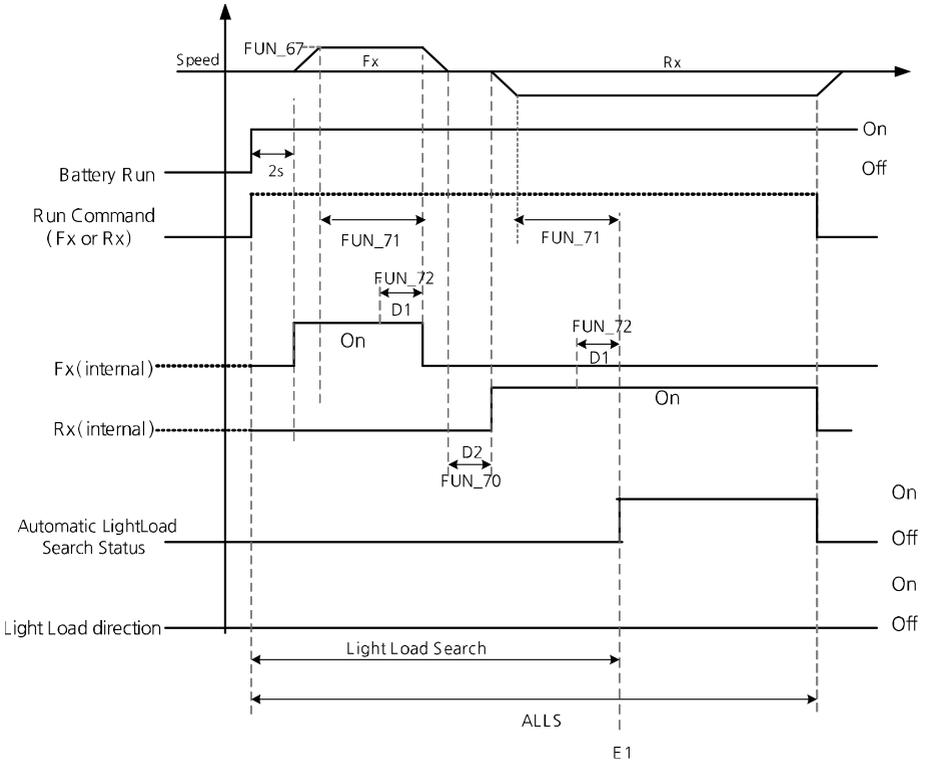 FUN_67
Speed
Fx
Rx
On
Battery Run
2s
Off
Run Command
(Fx or Rx)
FUN_71
FUN_71
FUN_72
D1
FUN_72
D1
On
Fx(internal)
On
Rx(internal)
D2
FUN_70
On
Automatic LightLoad
Search Status
Off
On
Light Load direction
Off
Light Load Search
ALLS
E1